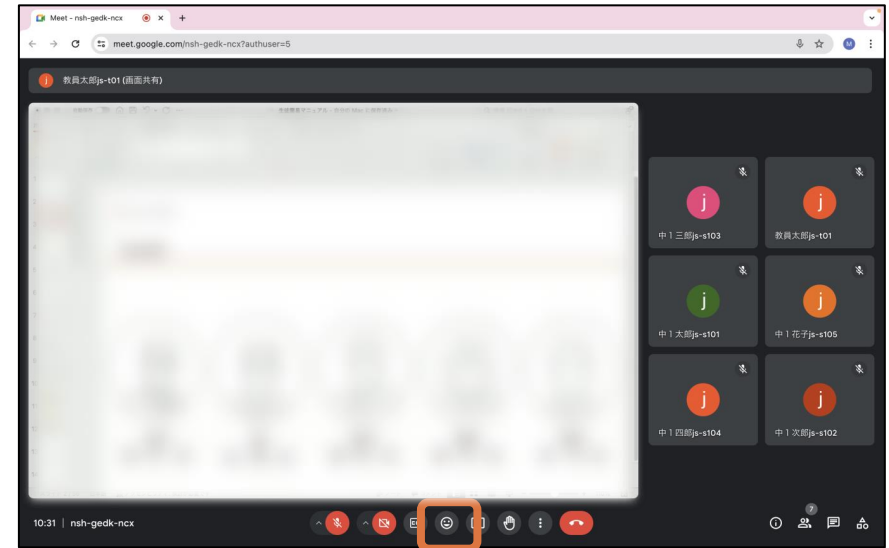 Meet - nsh-gedk-ncx
meet.google.com/nsh-gedk-ncx?authuser=5
M
j 教員太郎js-t01 (画面共有)
j
中1三郎js-s103
j
教員太郎js-t01
j
中1太郎js-s101
j
中1花子js-s105
j
中1四郎js-s104
j
中1次郎js-s102
10:31 | nsh-gedk-ncx
7